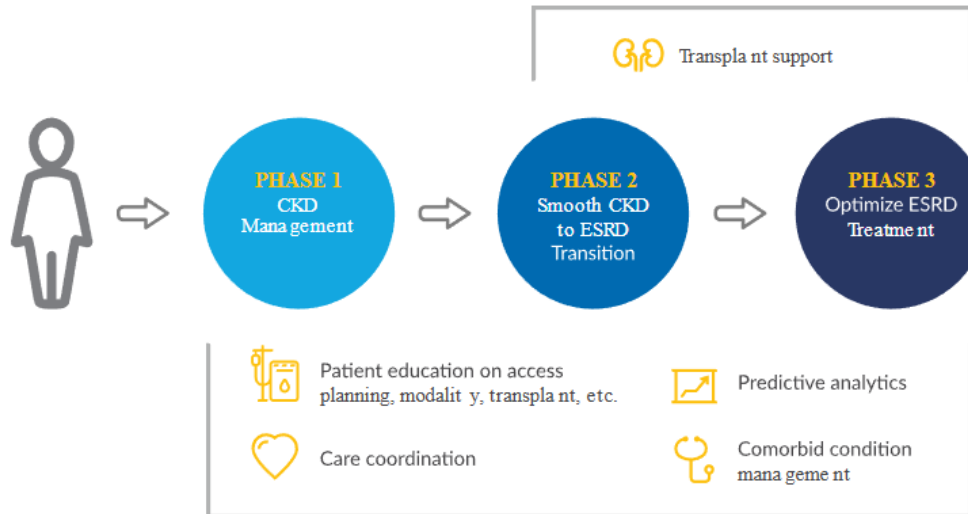 Transpla nt support
PHASE 1
CKD
Mana gement
PHASE 2
Smooth CKD
to ESRD
Transition
PHASE 3
Optimize ESRD
Treatme nt
Patient education on access
planning, modalit y, transpla nt, etc.
Predictive analytics
Care coordination
Comorbid condition
mana geme nt